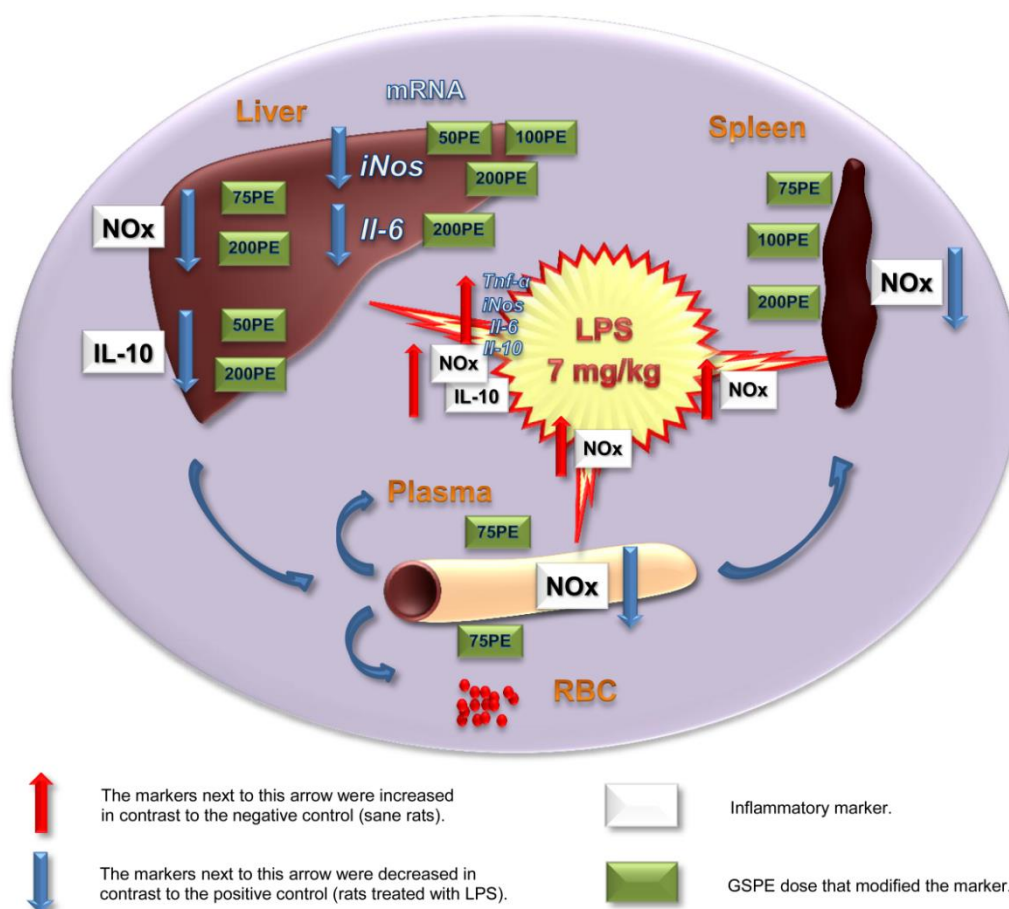 mRNA
Liver
Spleen
50PE
100PE
iNos
200PE
75PE
75PE
NOx
Il-6
200PE
200PE
100PE
NOx
200PE
Tnf-α
iNos
Il-6
Il-10
LPS
7 mg/kg
50PE
IL-10
200PE
NOx
IL-10
NOx
NOx
Plasma
75PE
NOx
75PE
RBC
The markers next to this arrow were increased
in contrast to the negative control (sane rats).
Inflammatory marker.
The markers next to this arrow were decreased in
contrast to the positive control (rats treated with LPS).
GSPE dose that modified the marker.